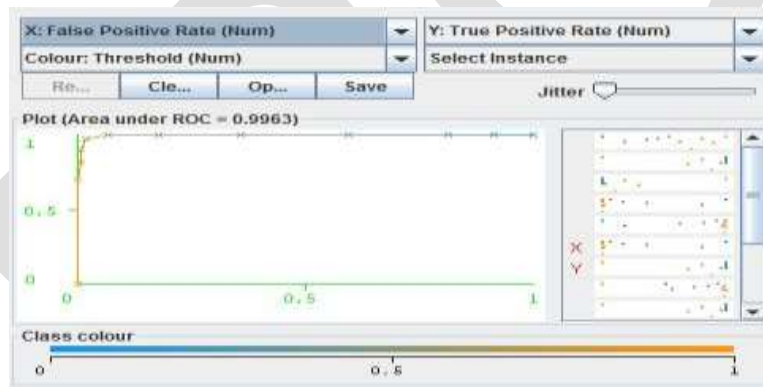 X: False Positive Rate (Num)
Y: True Positive Rate (Num)
Colour: Threshold (Num)
Select Instance
Re...
Cle...
Op...
Save
Jitter
Plot (Area under ROC = 0.9963)
1
0.5
0
0
0.5
1
X
Y
Class colour
0
0.5
1